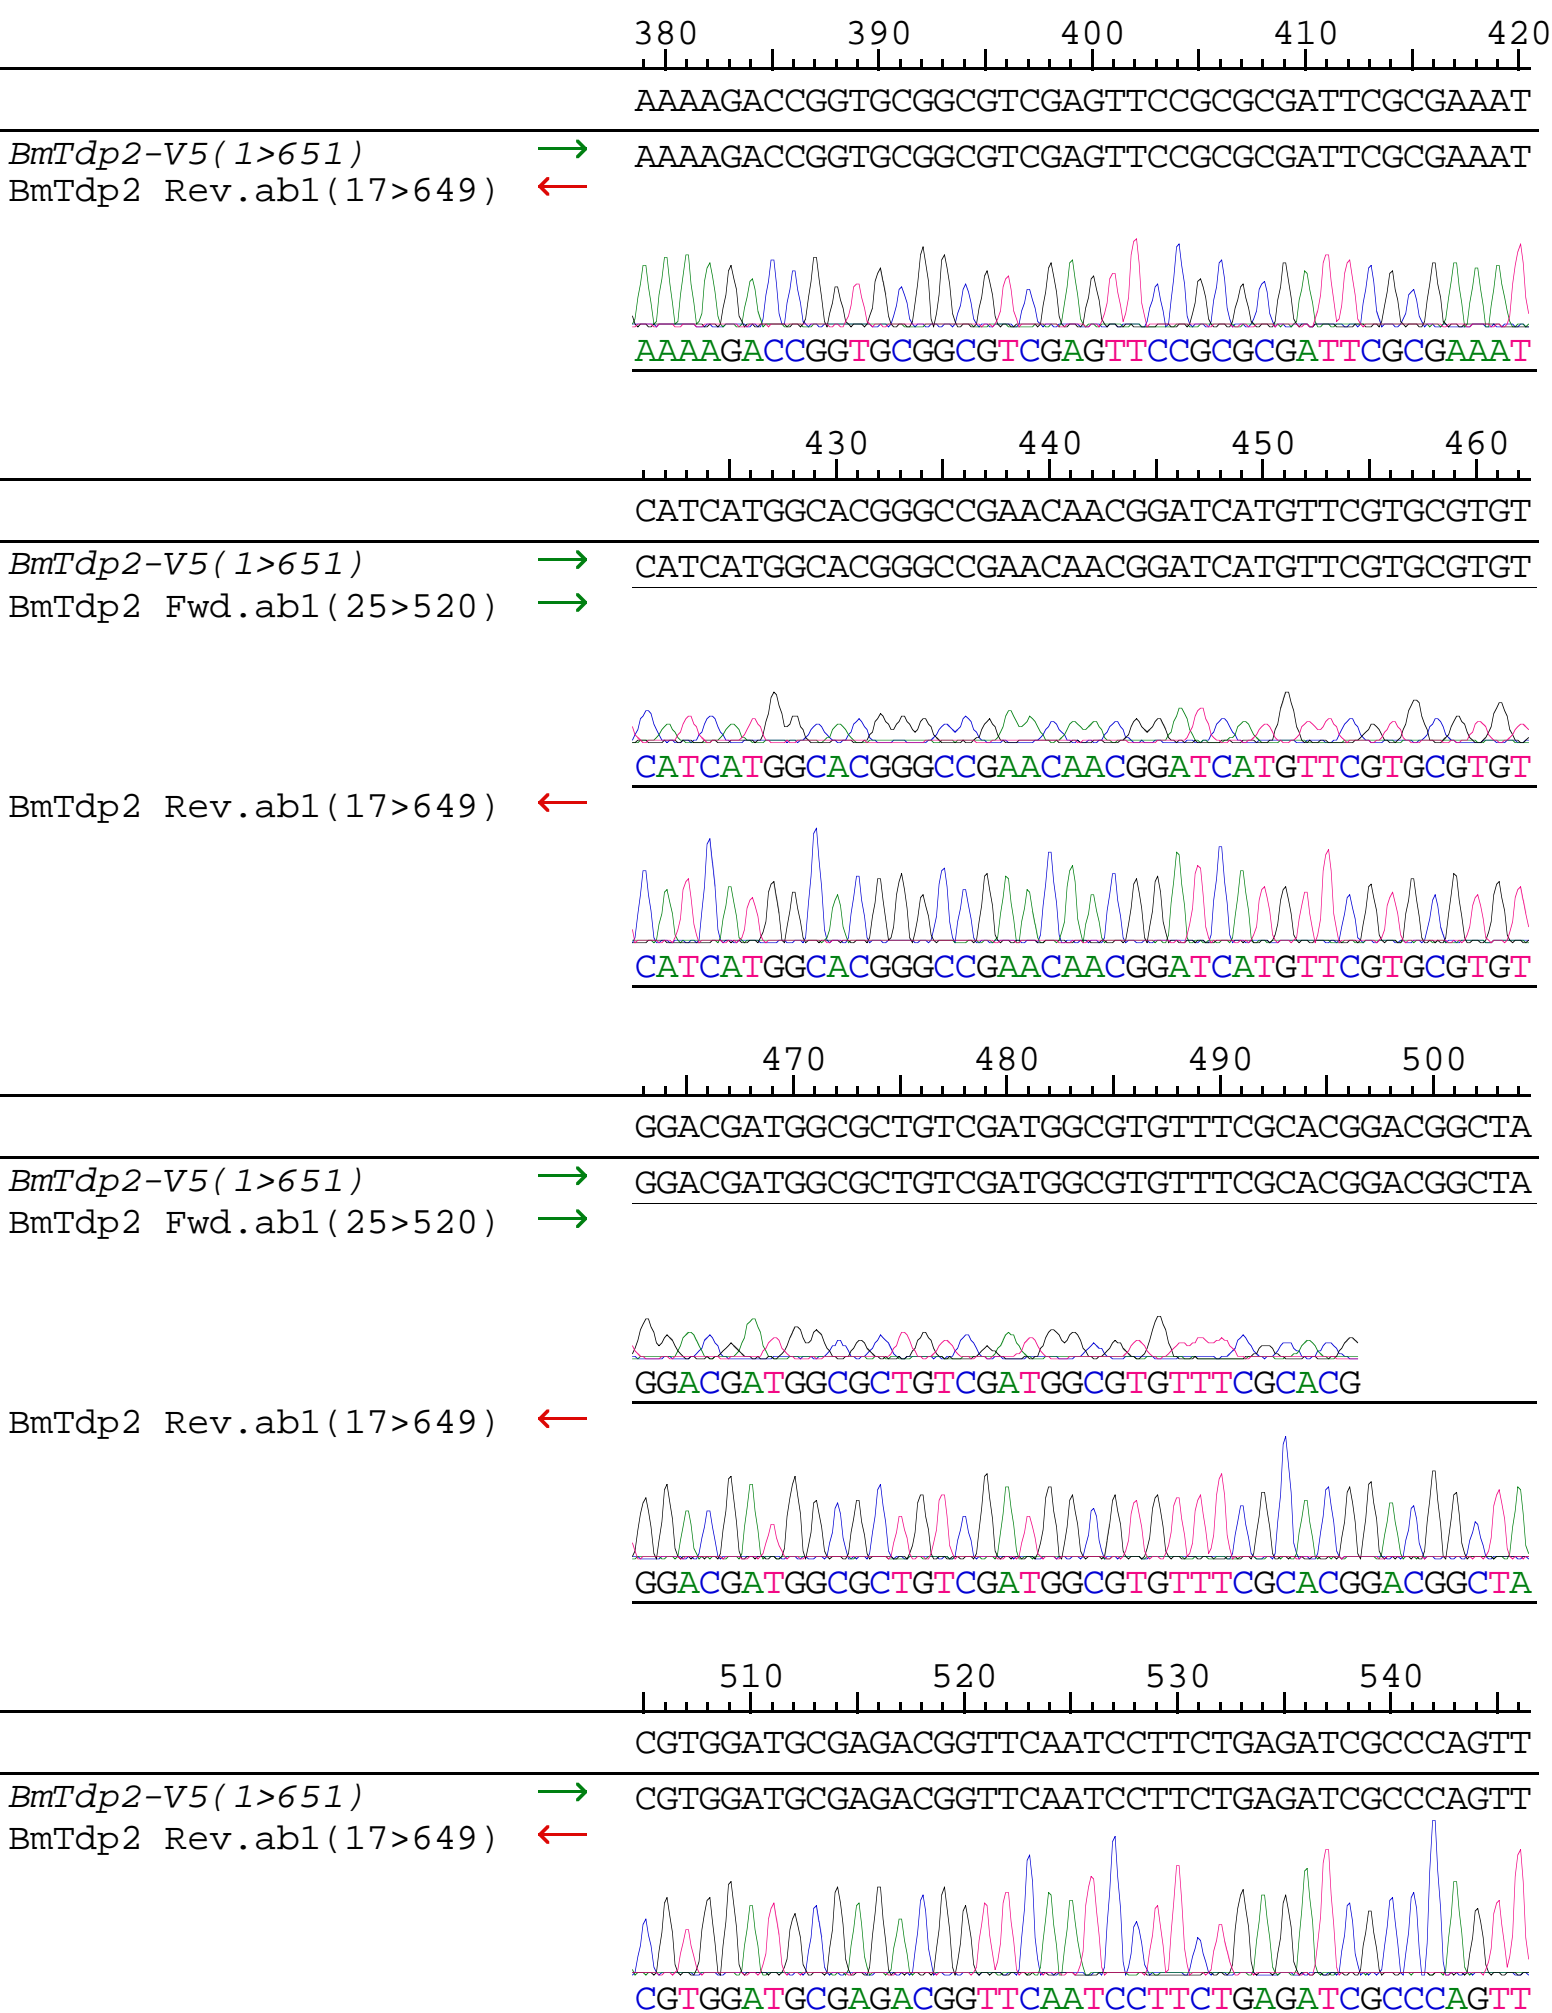 380 390 400 410 420
AAAAGACCGGTGCGGCGTCGAGTTCCGCGCGATTCGCGAAAT
BmTdp2-V5(1>651) → AAAAGACCGGTGCGGCGTCGAGTTCCGCGCGATTCGCGAAAT
BmTdp2 Rev.ab1(17>649) ←
AAAAGACCGGTGCGGCGTCGAGTTCCGCGCGATTCGCGAAAT
430 440 450 460
CATCATGGCACGGGCCGAACAACGGATCATGTTCGTGCGTGT
BmTdp2-V5(1>651) → CATCATGGCACGGGCCGAACAACGGATCATGTTCGTGCGTGT
BmTdp2 Fwd.ab1(25>520) →
CATCATGGCACGGGCCGAACAACGGATCATGTTCGTGCGTGT
BmTdp2 Rev.ab1(17>649) ←
CATCATGGCACGGGCCGAACAACGGATCATGTTCGTGCGTGT
470 480 490 500
GGACGATGGCGCTGTCGATGGCGTGTTTCGCACGGACGGCTA
BmTdp2-V5(1>651) → GGACGATGGCGCTGTCGATGGCGTGTTTCGCACGGACGGCTA
BmTdp2 Fwd.ab1(25>520) →
GGACGATGGCGCTGTCGATGGCGTGTTTCGCACG
BmTdp2 Rev.ab1(17>649) ←
GGACGATGGCGCTGTCGATGGCGTGTTTCGCACGGACGGCTA
510 520 530 540
CGTGGATGCGAGACGGTTCAATCCTTCTGAGATCGCCCAGTT
BmTdp2-V5(1>651) → CGTGGATGCGAGACGGTTCAATCCTTCTGAGATCGCCCAGTT
BmTdp2 Rev.ab1(17>649) ←
CGTGGATGCGAGACGGTTCAATCCTTCTGAGATCGCCCAGTT